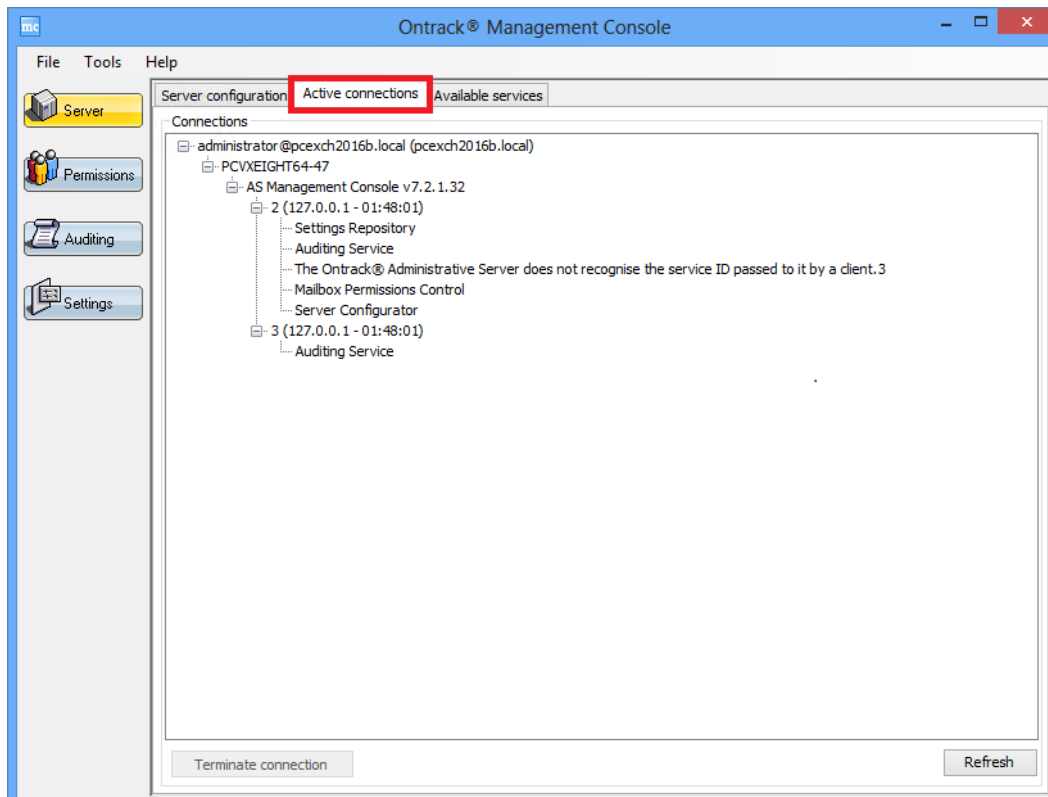 mc
Ontrack® Management Console
File Tools Help
Server
Permissions
Auditing
Settings
Server configuration Active connections Available services
Connections
administrator@pcexch2016b.local (pcexch2016b.local)
PCVXEIGHT64-47
AS Management Console v7.2.1.32
2 (127.0.0.1 - 01:48:01)
Settings Repository
Auditing Service
The Ontrack® Administrative Server does not recognise the service ID passed to it by a client.3
Mailbox Permissions Control
Server Configurator
3 (127.0.0.1 - 01:48:01)
Auditing Service
Terminate connection Refresh